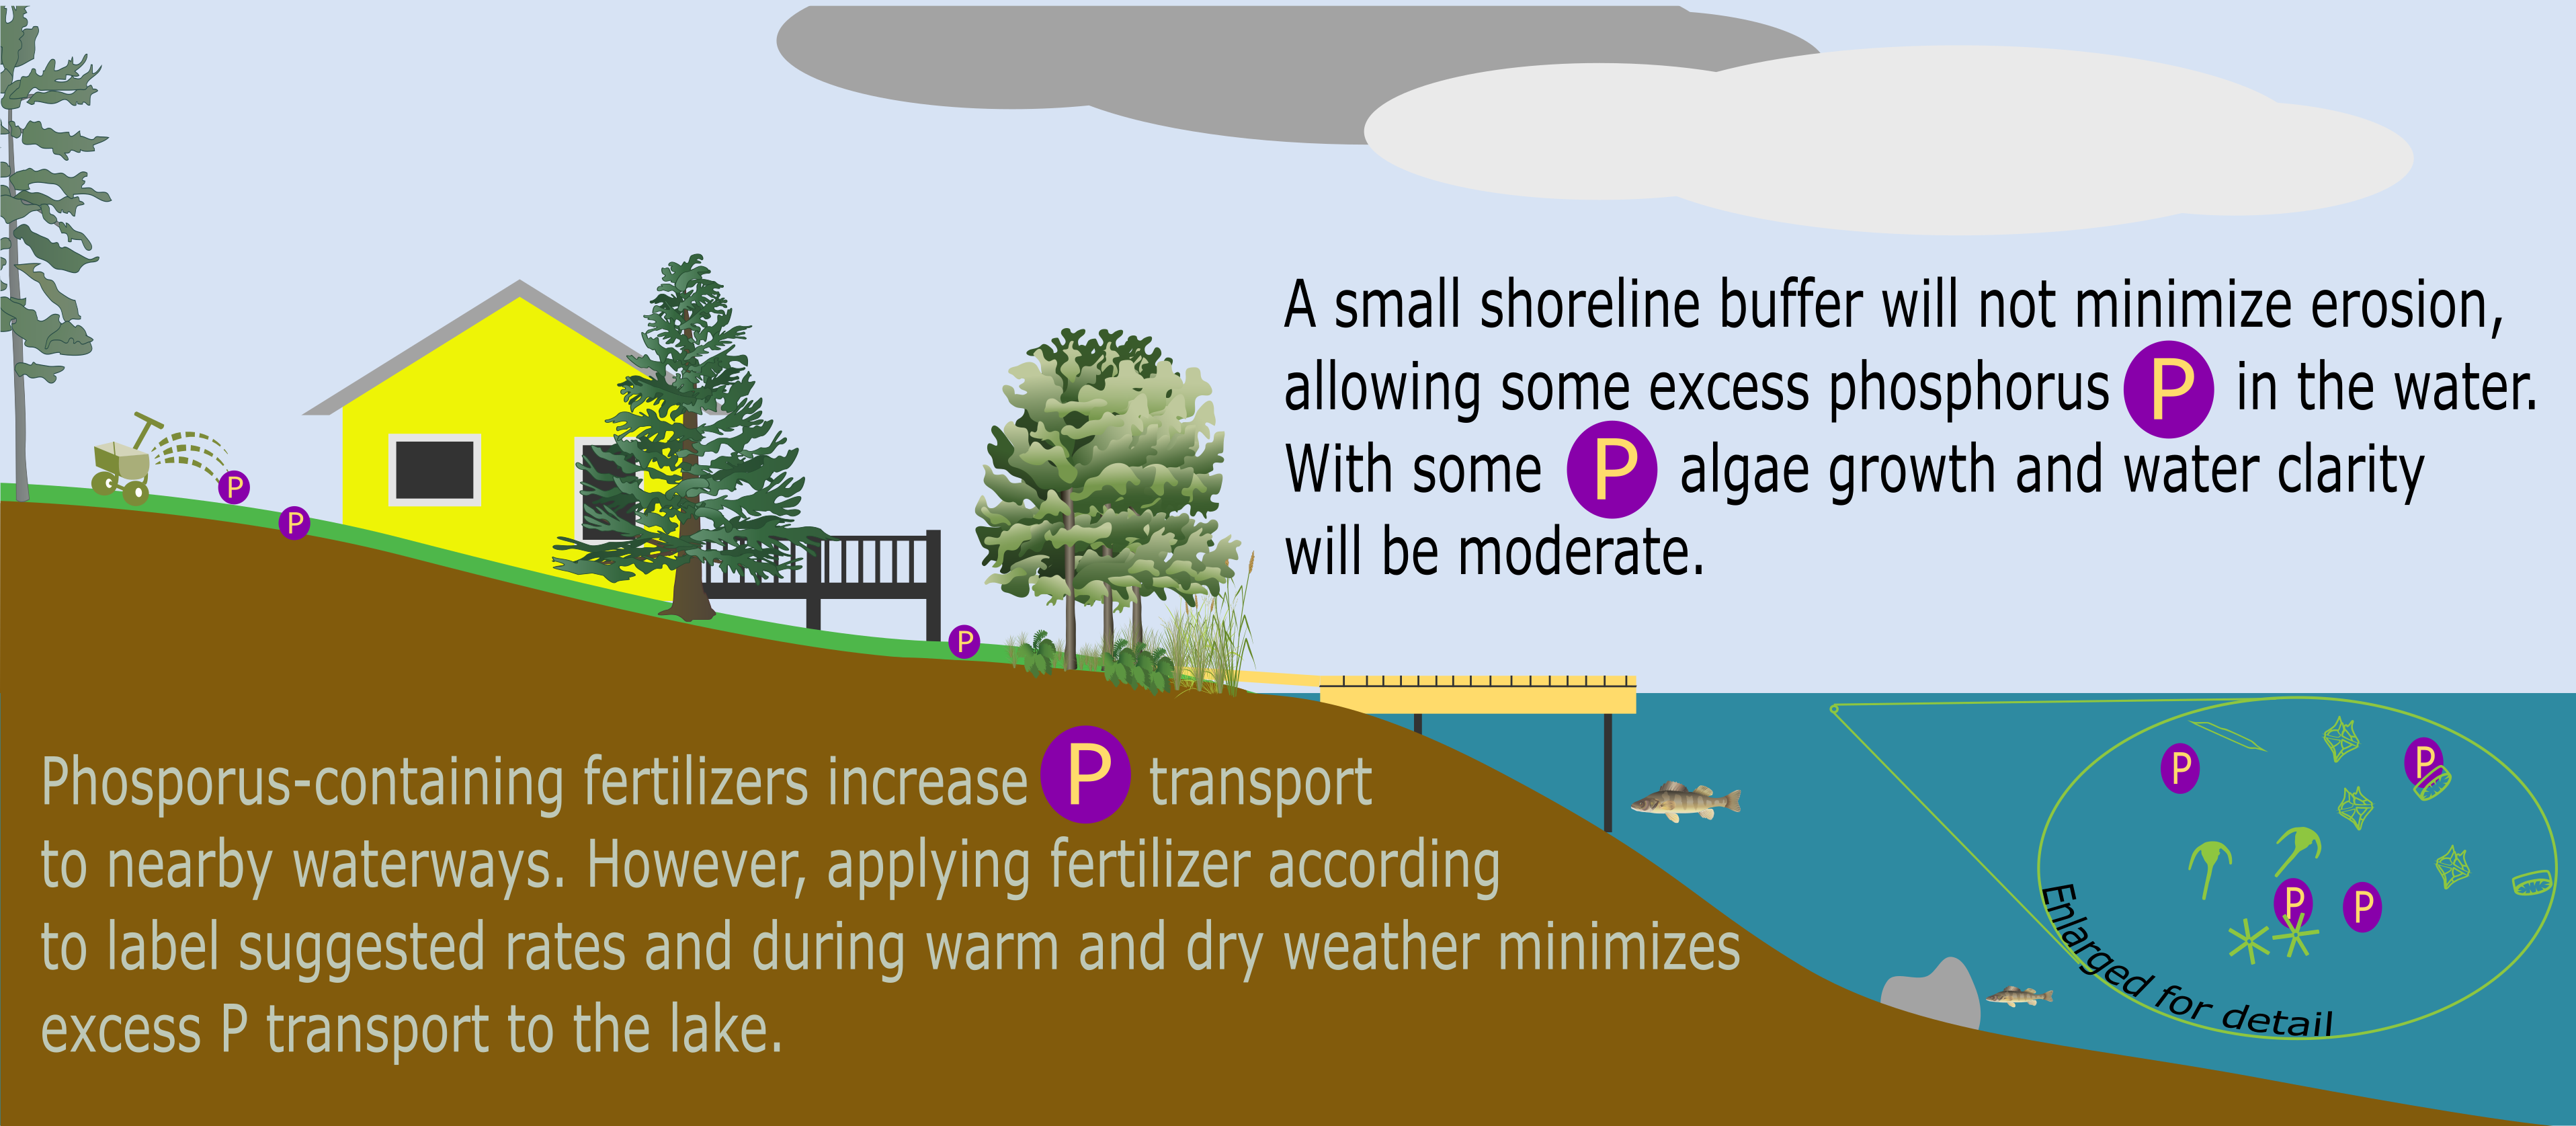 A small shoreline buffer will not minimize erosion,
allowing some excess phosphorus P in the water.
With some P algae growth and water clarity
will be moderate.
P
P
P
Phosporus-containing fertilizers increase P transport
to nearby waterways. However, applying fertilizer according
to label suggested rates and during warm and dry weather minimizes
excess P transport to the lake.
P
P
P
P
Enlarged for detail